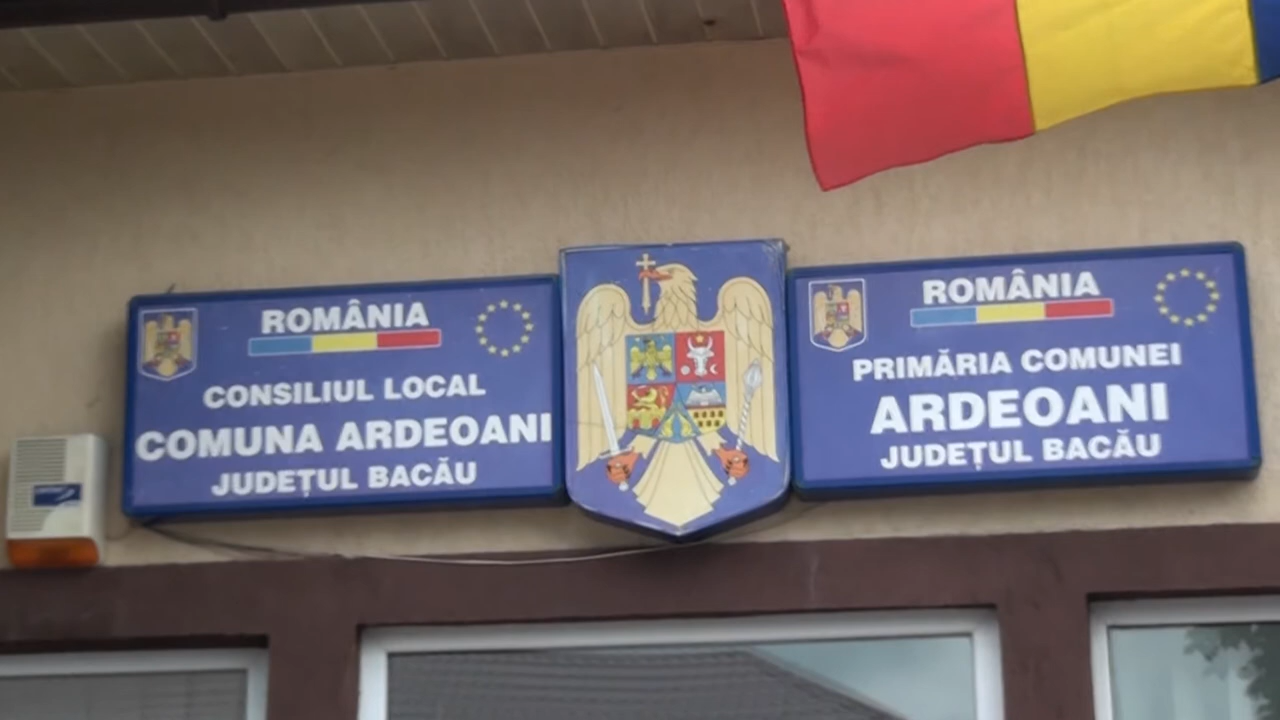 ROMÂNIA
CONSILIUL LOCAL
COMUNA ARDEOANI
JUDEȚUL BACĂU
ROMÂNIA
PRIMĂRIA COMUNEI
ARDEOANI
JUDEȚUL BACĂU